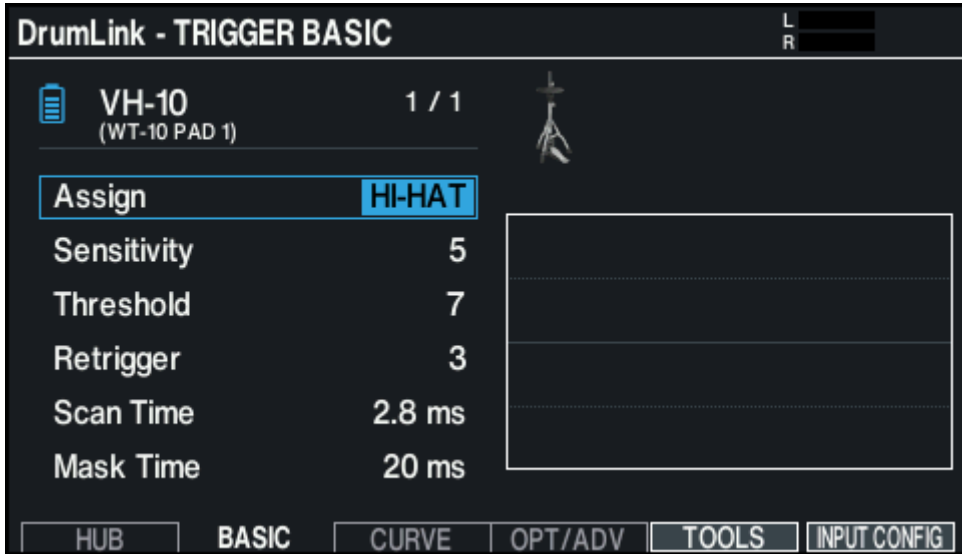 DrumLink - TRIGGER BASIC
L
R
VH-10 1 / 1
(WT-10 PAD 1)
Assign HI-HAT
Sensitivity 5
Threshold 7
Retrigger 3
Scan Time 2.8 ms
Mask Time 20 ms
HUB BASIC CURVE OPT/ADV TOOLS INPUT CONFIG